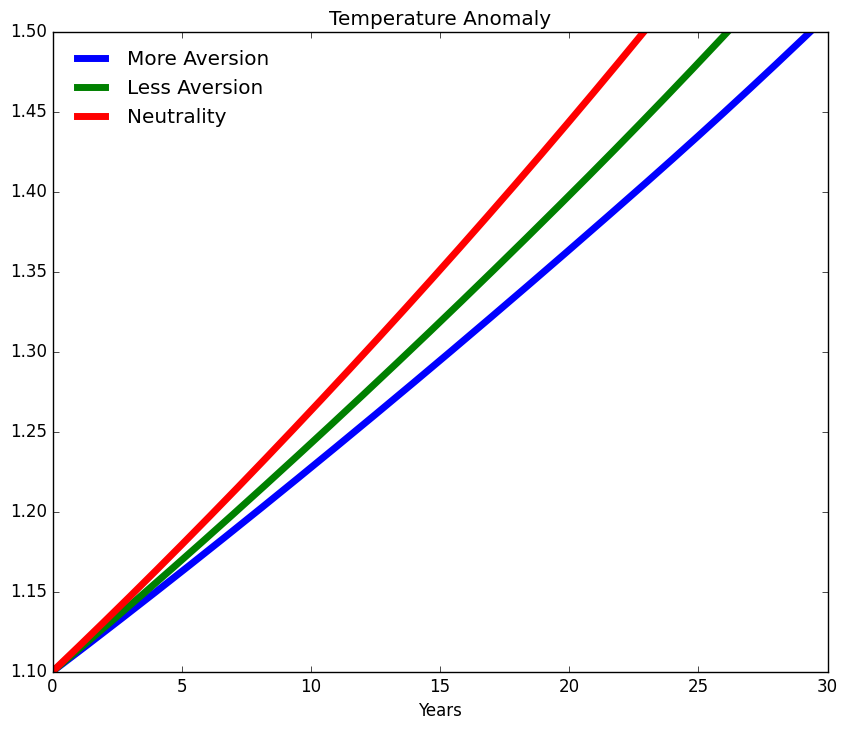 Temperature Anomaly
1.50
1.45
1.40
1.35
1.30
1.25
1.20
1.15
1.10
More Aversion
Less Aversion
Neutrality
0 5 10 15 20 25 30
Years